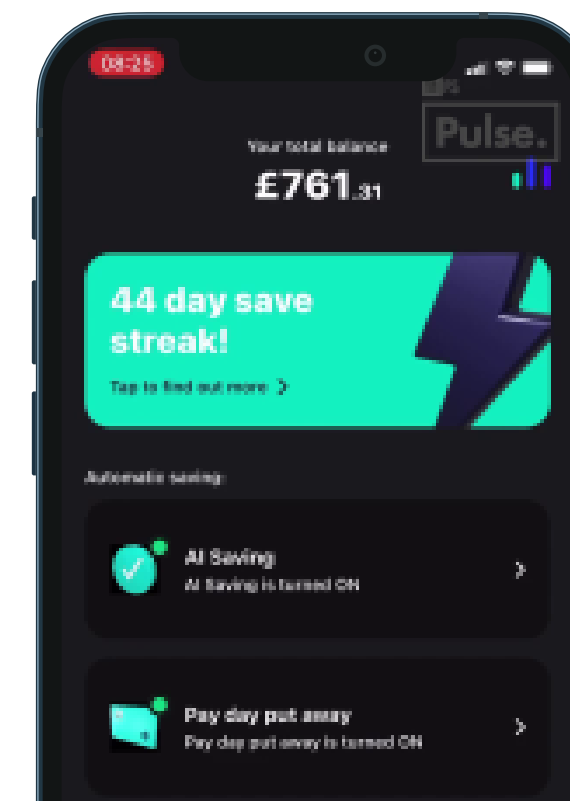 08:25
Pulse.
Your total balance
£761.31
44 day save
streak!
Tap to find out more
Automatic saving:
AI Saving
AI Saving is turned ON
Pay day put away
Pay day put away is turned ON